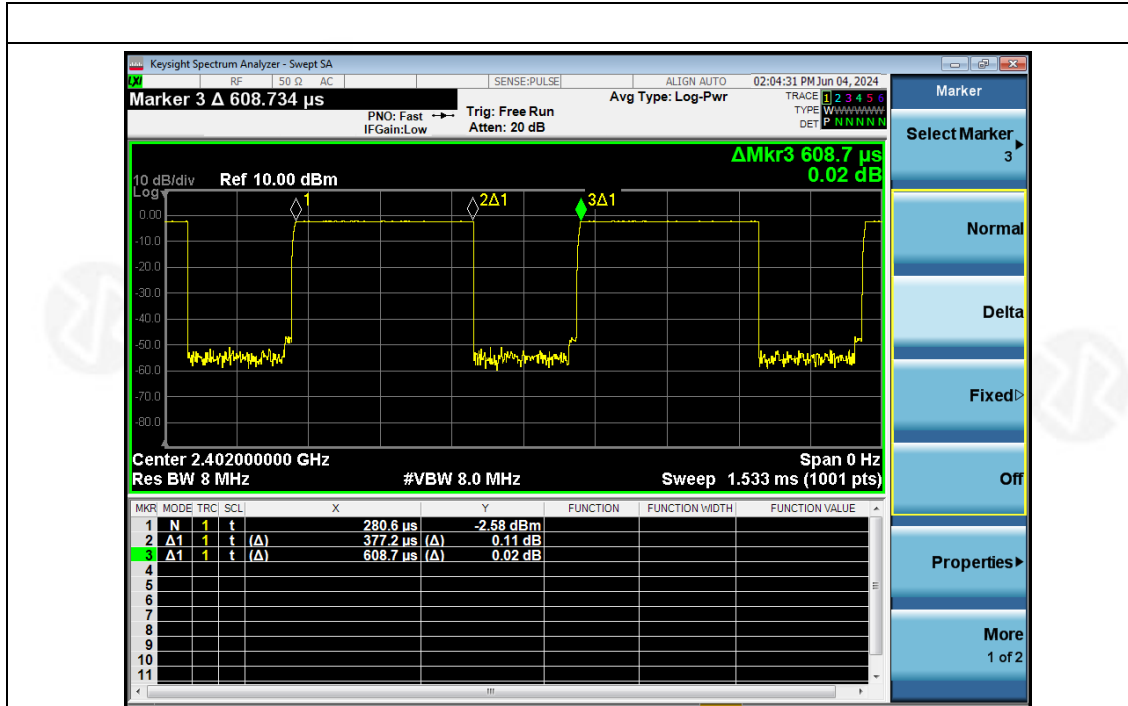 Keysight Spectrum Analyzer - Swept SA
LXI RF 50 Ω AC SENSE:PULSE ALIGN AUTO 02:04:31 PM Jun 04, 2024
Marker 3 Δ 608.734 µs
PNO: Fast
IFGain:Low
Trig: Free Run
Atten: 20 dB
Avg Type: Log-Pwr
TRACE 1 2 3 4 5 6
TYPE WWWWWW
DET P N N N N N
ΔMkr3 608.7 µs
0.02 dB
10 dB/div Ref 10.00 dBm
Log
1 2Δ1 3Δ1
0.00
-10.0
-20.0
-30.0
-40.0
-50.0
-60.0
-70.0
-80.0
Center 2.402000000 GHz Span 0 Hz
Res BW 8 MHz #VBW 8.0 MHz Sweep 1.533 ms (1001 pts)
MKR MODE TRC SCL X Y FUNCTION FUNCTION WIDTH FUNCTION VALUE
1 N 1 t 280.6 µs -2.58 dBm
2 Δ1 1 t (Δ) 377.2 µs (Δ) 0.11 dB
3 Δ1 1 t (Δ) 608.7 µs (Δ) 0.02 dB
4
5
6
7
8
9
10
11
Marker
Select Marker
3
Normal
Delta
Fixed
Off
Properties
More
1 of 2